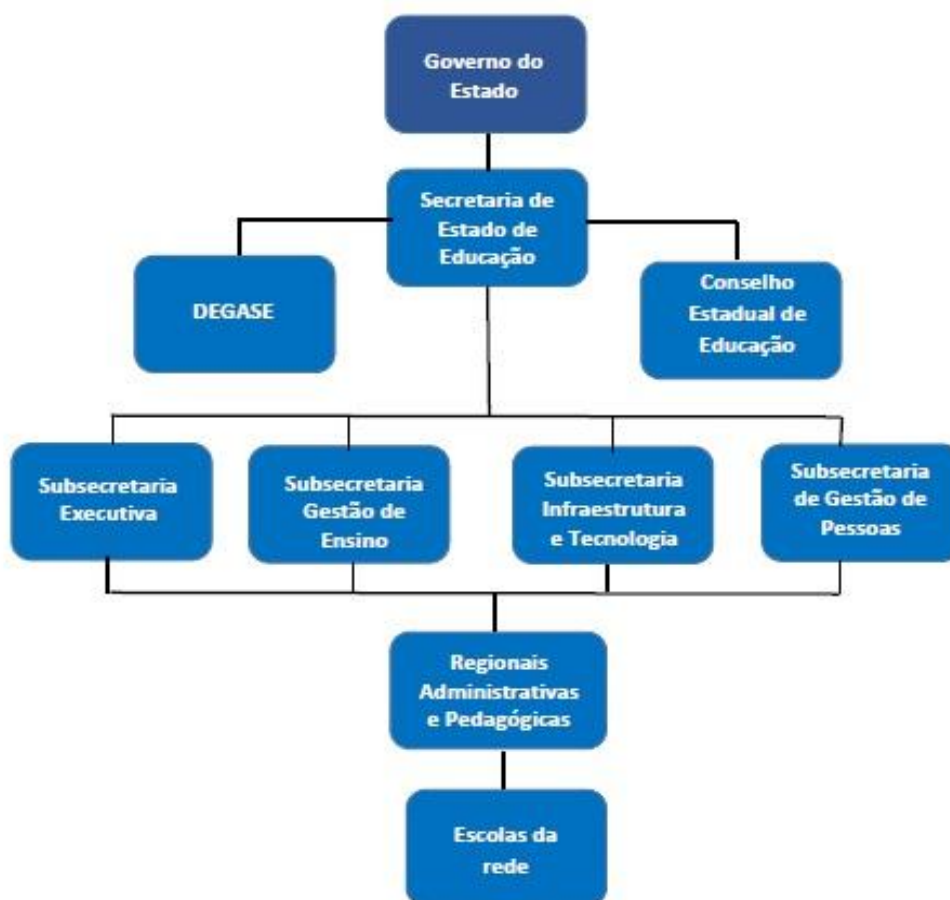 Governo do
Estado
Secretaria de
Estado de
Educação
DEGASE
Conselho
Estadual de
Educação
Subsecretaria
Executiva
Subsecretaria
Gestão de
Ensino
Subsecretaria
Infraestrutura
e Tecnologia
Subsecretaria
de Gestão de
Pessoas
Regionais
Administrativas
e Pedagógicas
Escolas da
rede